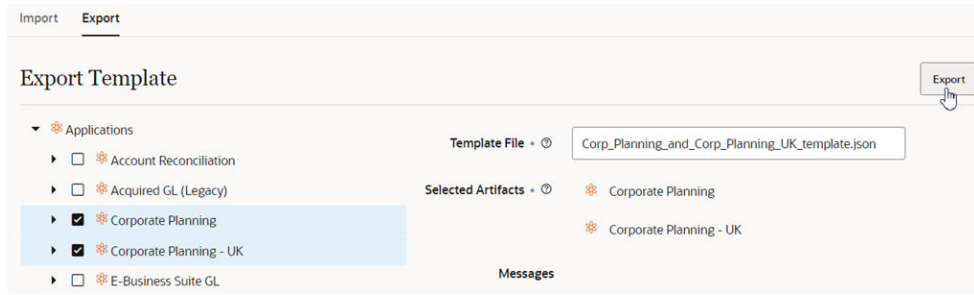 Import Export
Export Template
Export
Applications
Account Reconciliation
Acquired GL (Legacy)
Corporate Planning
Corporate Planning - UK
E-Business Suite GL
Template File
Corp_Planning_and_Corp_Planning_UK_template.json
Selected Artifacts
Corporate Planning
Corporate Planning - UK
Messages